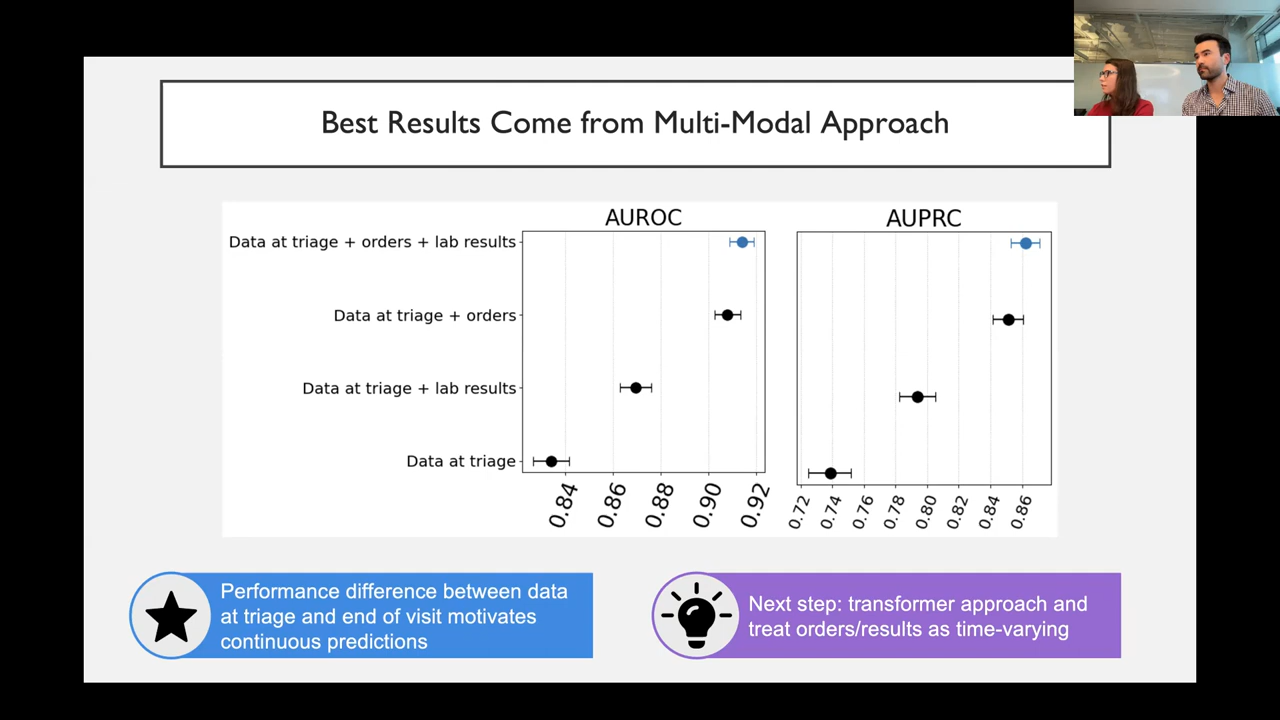 Best Results Come from Multi-Modal Approach
AUROC
AUPRC
Data at triage + orders + lab results
Data at triage + orders
Data at triage + lab results
Data at triage
0.84
0.86
0.88
0.90
0.92
0.72
0.74
0.76
0.78
0.80
0.82
0.84
0.86
Performance difference between data
at triage and end of visit motivates
continuous predictions
Next step: transformer approach and
treat orders/results as time-varying